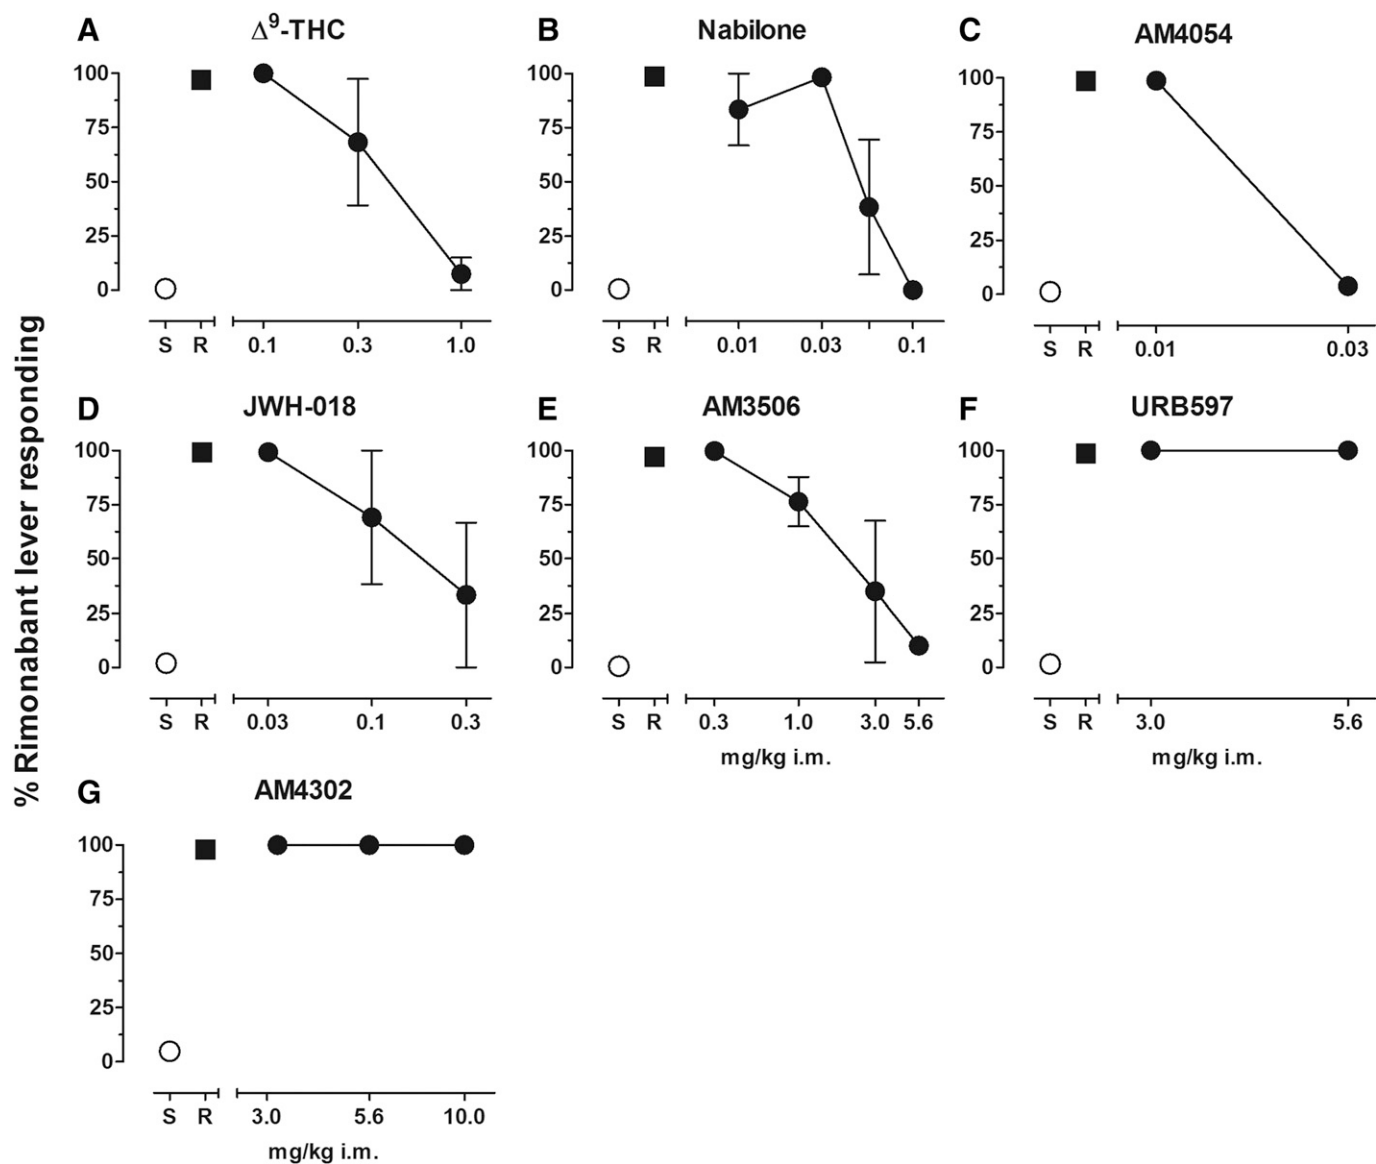 % Rimonabant lever responding
A Δ⁹-THC
100
75
50
25
0
S R 0.1 0.3 1.0
B Nabilone
100
75
50
25
0
S R 0.01 0.03 0.1
C AM4054
100
75
50
25
0
S R 0.01 0.03
D JWH-018
100
75
50
25
0
S R 0.03 0.1 0.3
E AM3506
100
75
50
25
0
S R 0.3 1.0 3.0 5.6
mg/kg i.m.
F URB597
100
75
50
25
0
S R 3.0 5.6
mg/kg i.m.
G AM4302
100
75
50
25
0
S R 3.0 5.6 10.0
mg/kg i.m.